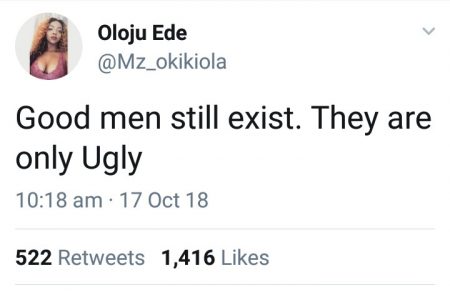 Oloju Ede
@Mz_okikiola
Good men still exist. They are
only Ugly
10:18 am · 17 Oct 18
522 Retweets 1,416 Likes